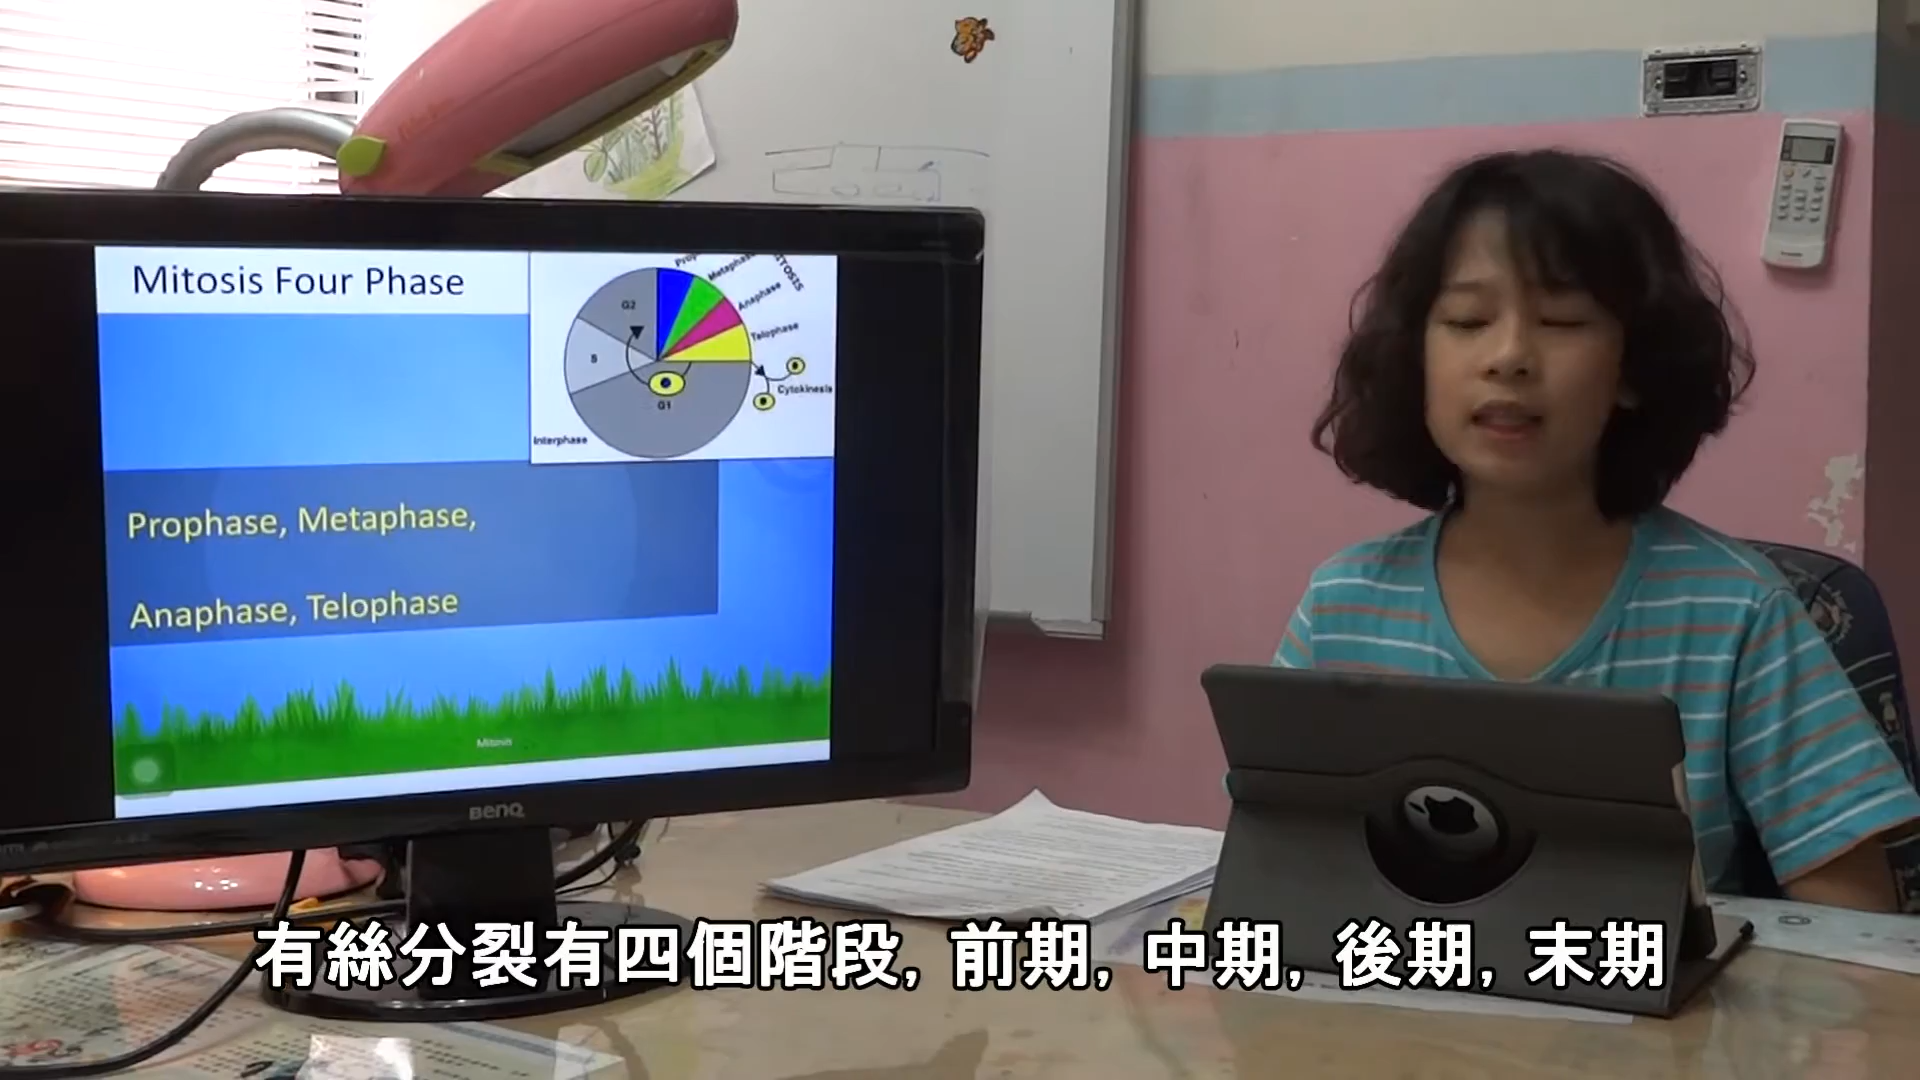 Mitosis Four Phase
Metaphase
Anaphase
Telophase
G2
S
G1
Cytokinesis
Interphase
Prophase, Metaphase,
Anaphase, Telophase
Mitosis
BenQ
有絲分裂有四個階段, 前期, 中期, 後期, 末期